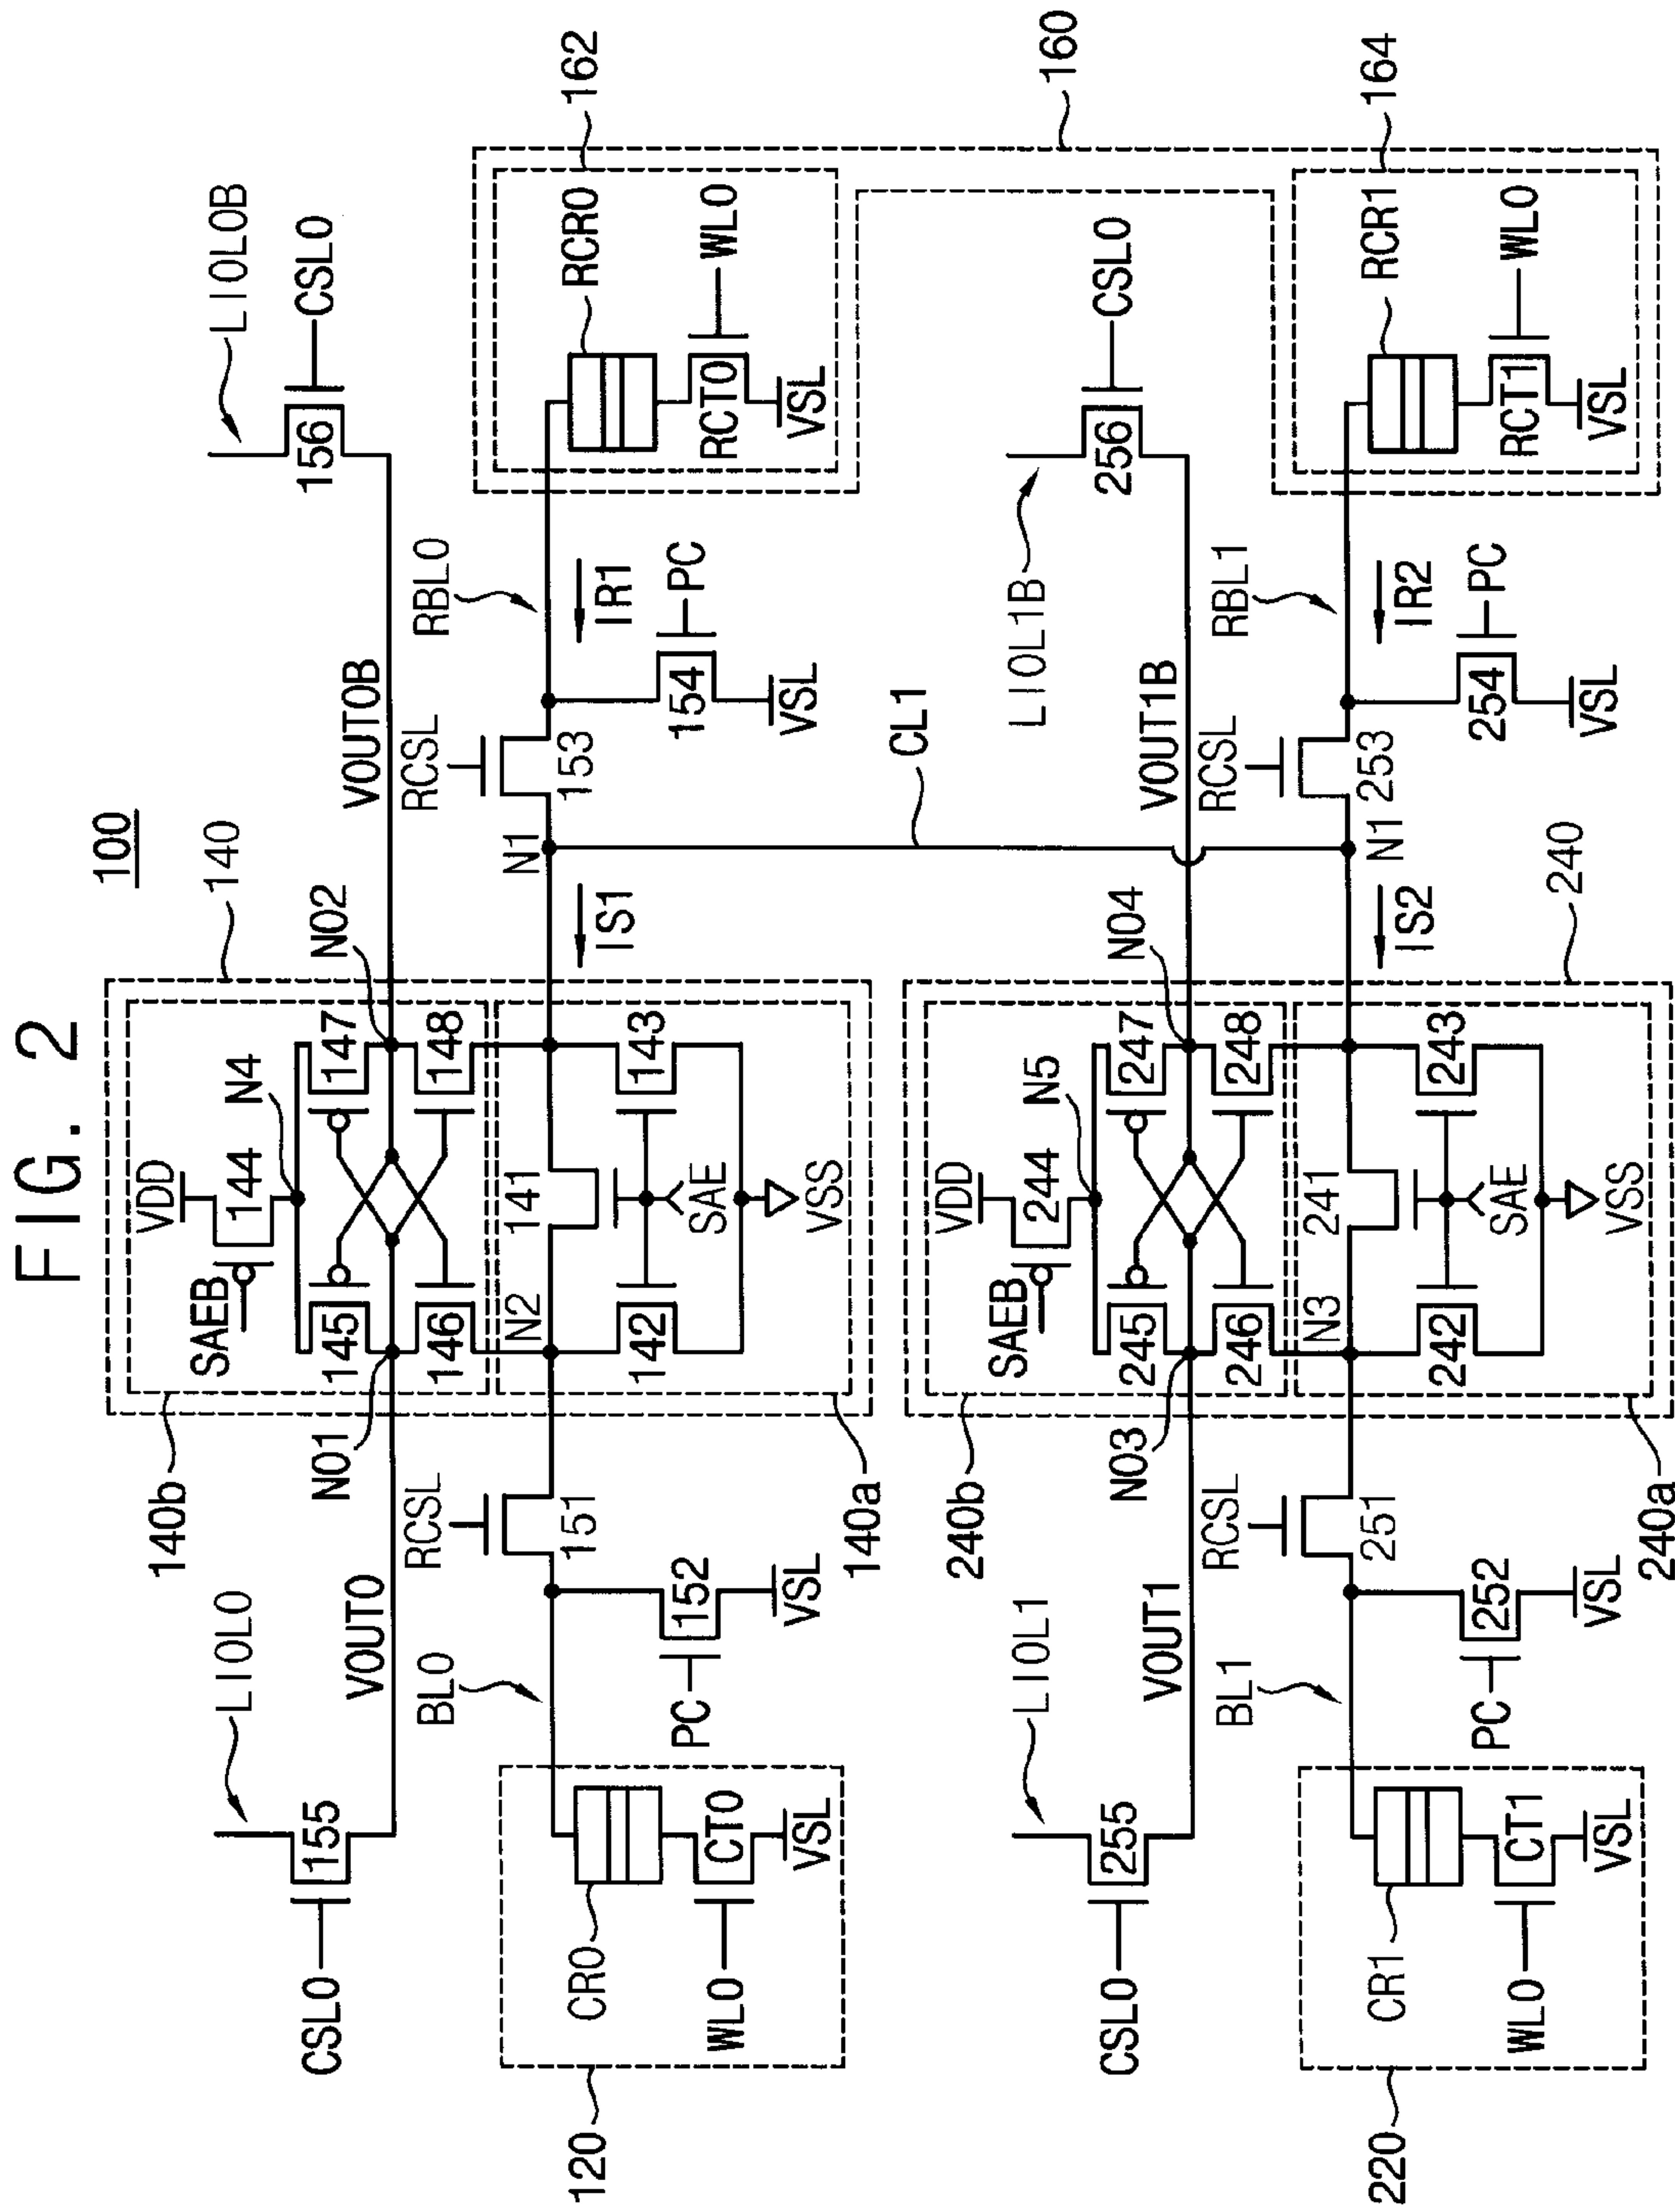 FIG. 2
100
140
LIOL0
LIOL0B
CSL0
155
VOUT0
140b
NO1
SAEB
VDD
144
N4
145
147
146
148
NO2
VOUT0B
156
CSL0
162
160
120
CR0
WL0
CT0
VSL
BL0
PC
152
VSL
RCSL
151
140a
N2
141
142
143
SAE
VSS
IS1
N1
RCSL
153
154
PC
VSL
RBL0
IR1
RCR0
RCT0
WL0
VSL
CL1
LIOL1
LIOL1B
CSL0
255
VOUT1
240b
NO3
SAEB
VDD
244
N5
245
247
246
248
NO4
VOUT1B
256
CSL0
164
220
CR1
WL0
CT1
VSL
BL1
PC
252
VSL
RCSL
251
240a
N3
241
242
243
SAE
VSS
IS2
240
N1
RCSL
253
254
PC
VSL
RBL1
IR2
RCR1
RCT1
WL0
VSL